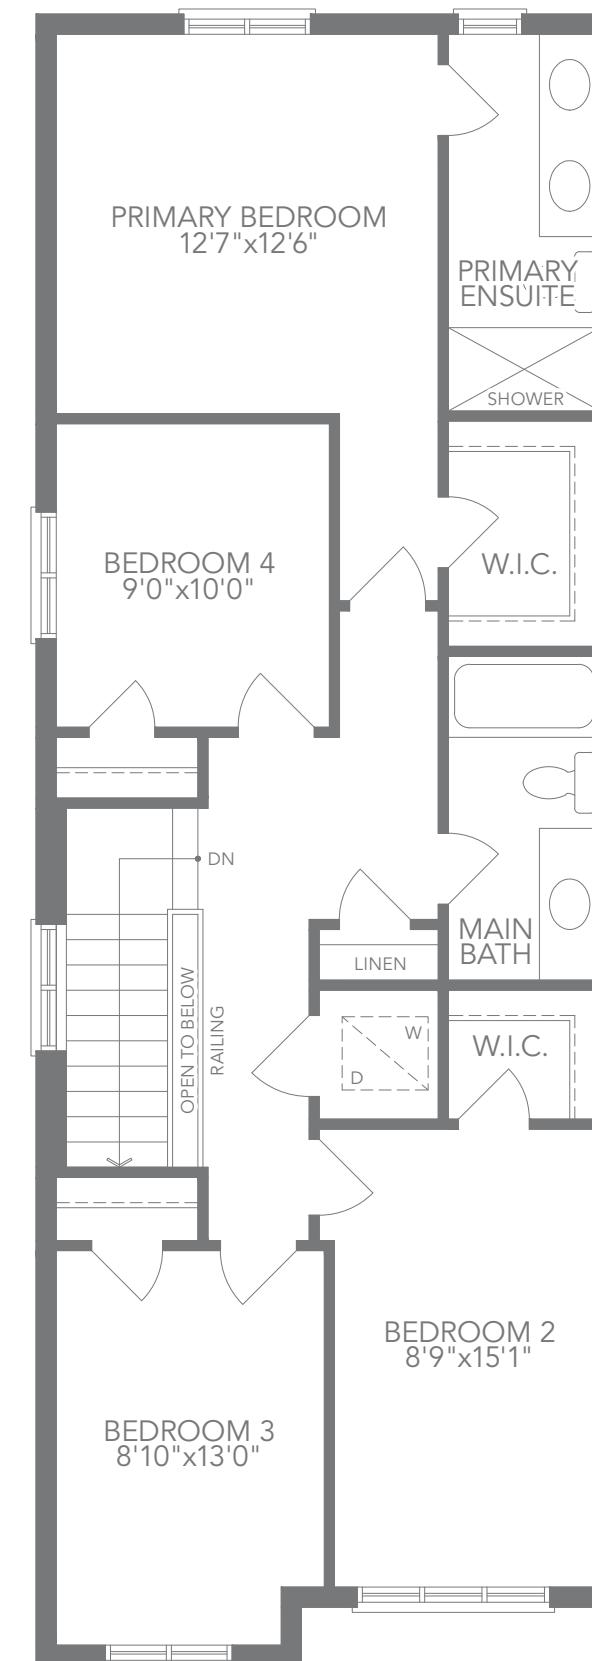 PRIMARY BEDROOM
12'7"x12'6"
PRIMARY
ENSUITE
SHOWER
BEDROOM 4
9'0"x10'0"
W.I.C.
DN
MAIN
BATH
LINEN
OPEN TO BELOW
RAILING
W
D
W.I.C.
BEDROOM 2
8'9"x15'1"
BEDROOM 3
8'10"x13'0"